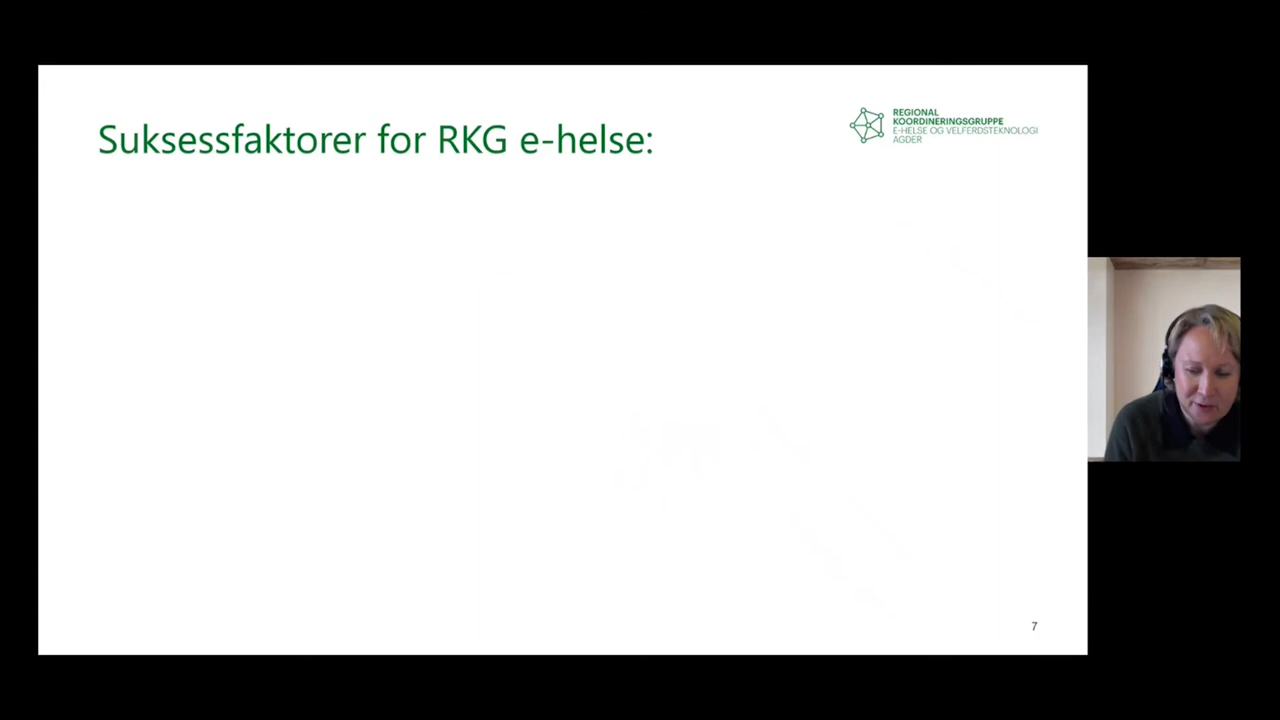 Suksessfaktorer for RKG e-helse:
REGIONAL
KOORDINERINGSGRUPPE
E-HELSE OG VELFERDSTEKNOLOGI
AGDER
7